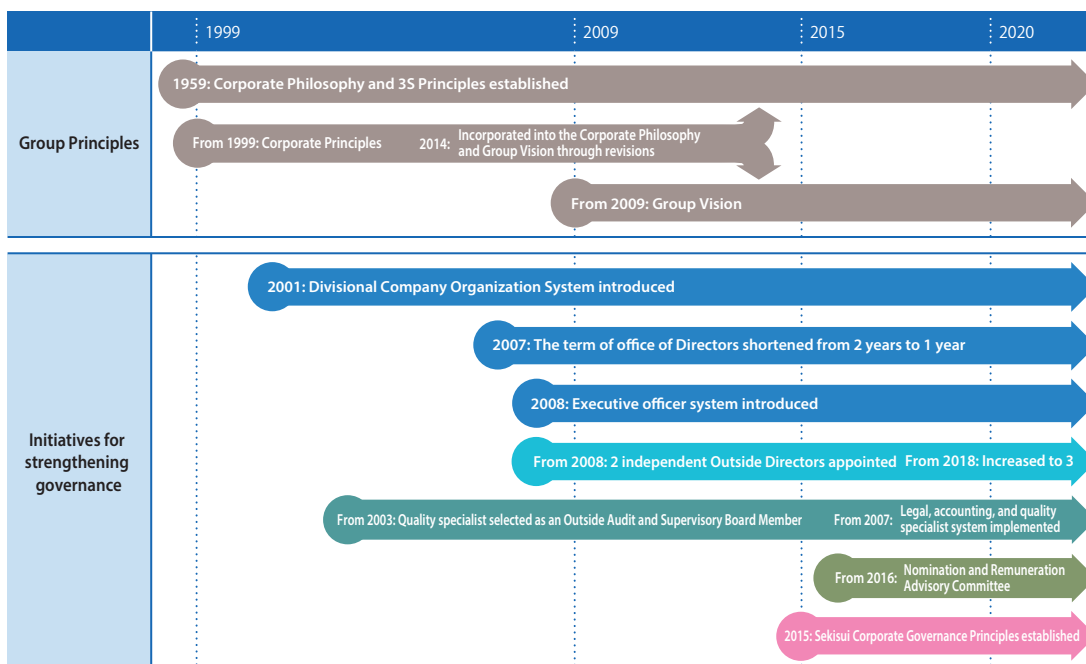 1999
2009
2015
2020
Group Principles
1959: Corporate Philosophy and 3S Principles established
From 1999: Corporate Principles
2014:
Incorporated into the Corporate Philosophy
and Group Vision through revisions
From 2009: Group Vision
Initiatives for
strengthening
governance
2001: Divisional Company Organization System introduced
2007: The term of office of Directors shortened from 2 years to 1 year
2008: Executive officer system introduced
From 2008: 2 independent Outside Directors appointed From 2018: Increased to 3
From 2003: Quality specialist selected as an Outside Audit and Supervisory Board Member
From 2007:
Legal, accounting, and quality
specialist system implemented
From 2016:
Nomination and Remuneration
Advisory Committee
2015: Sekisui Corporate Governance Principles established